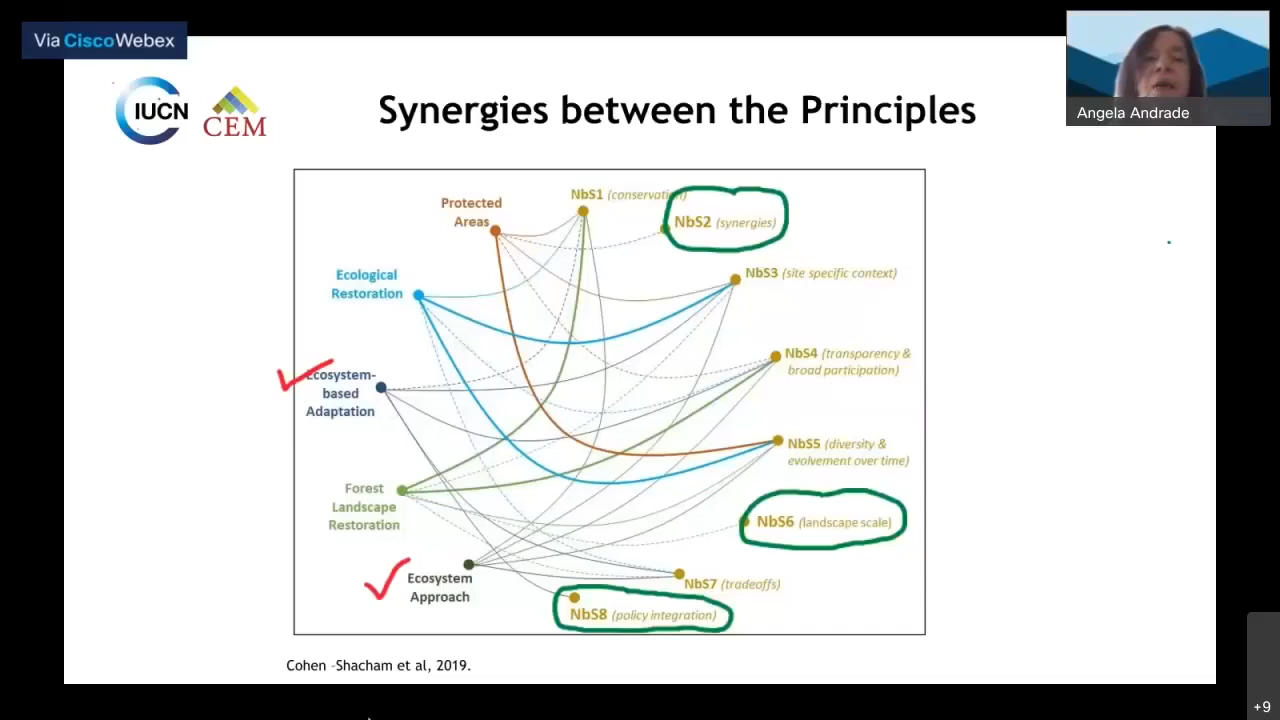 Via Cisco Webex
Angela Andrade
IUCN
CEM
Synergies between the Principles
Protected
Areas
NbS1 (conservation)
NbS2 (synergies)
Ecological
Restoration
NbS3 (site specific context)
NbS4 (transparency &
broad participation)
Ecosystem-
based
Adaptation
NbS5 (diversity &
evolvement over time)
Forest
Landscape
Restoration
NbS6 (landscape scale)
Ecosystem
Approach
NbS7 (tradeoffs)
NbS8 (policy integration)
Cohen -Shacham et al, 2019.
+9